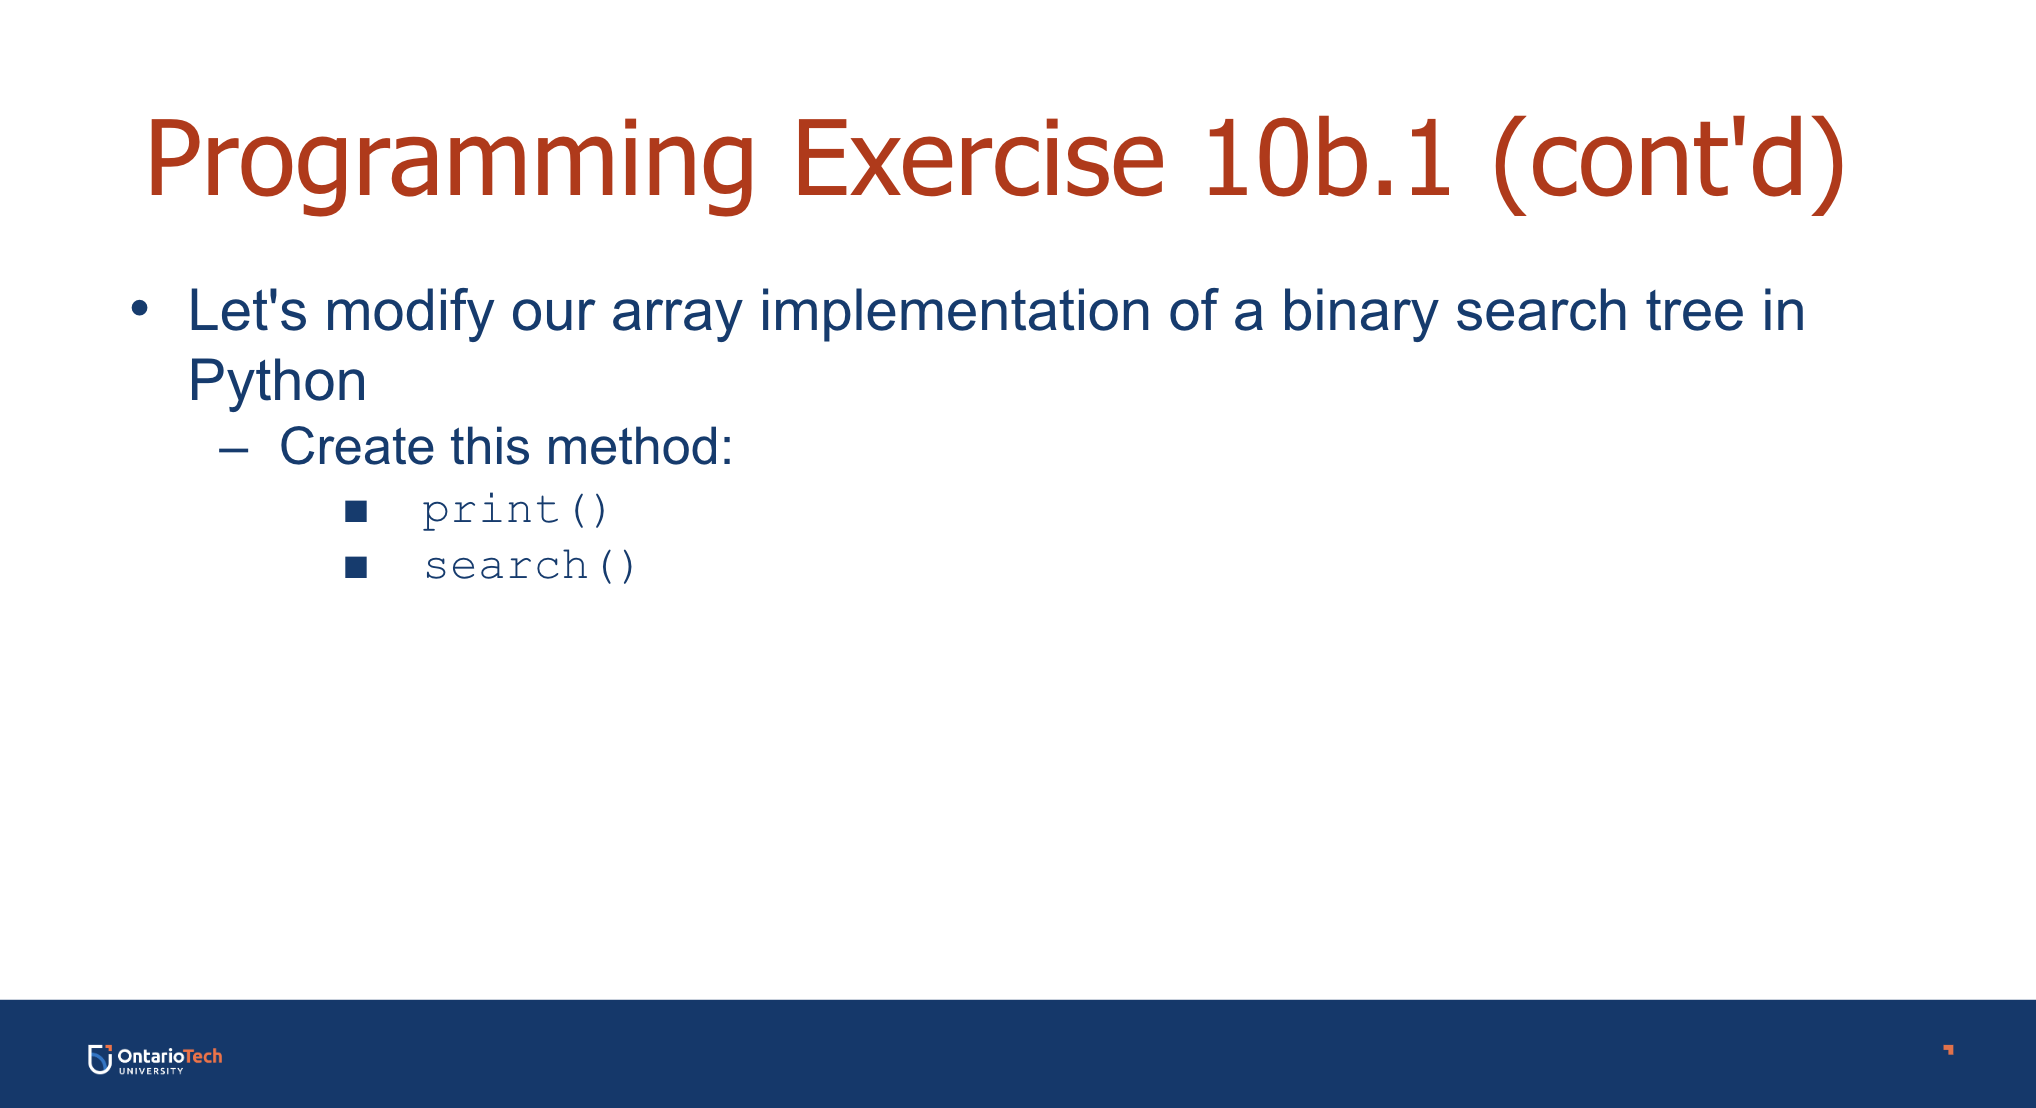 Programming Exercise 10b.1 (cont'd)
• Let's modify our array implementation of a binary search tree in
Python
– Create this method:
■ print()
■ search()
OntarioTech
UNIVERSITY